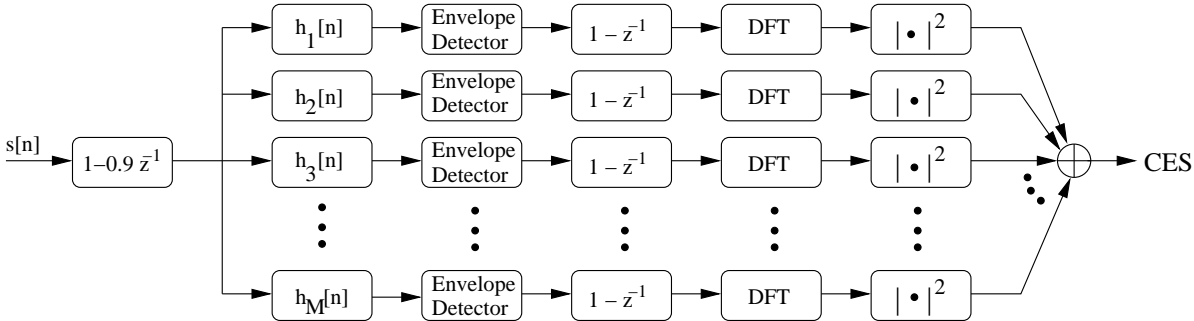 h₁[n] Envelope Detector 1 – z⁻¹ DFT | • |²
h₂[n] Envelope Detector 1 – z⁻¹ DFT | • |²
s[n] 1–0.9 z⁻¹ h₃[n] Envelope Detector 1 – z⁻¹ DFT | • |² CES
h_M[n] Envelope Detector 1 – z⁻¹ DFT | • |²